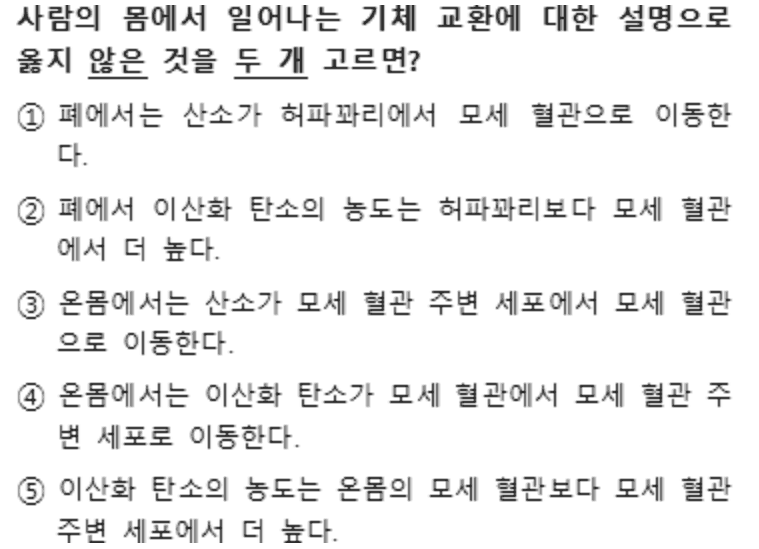 사람의 몸에서 일어나는 기체 교환에 대한 설명으로
옳지 않은 것을 두 개 고르면?
① 폐에서는 산소가 허파꽈리에서 모세 혈관으로 이동한
다.
② 폐에서 이산화 탄소의 농도는 허파꽈리보다 모세 혈관
에서 더 높다.
③ 온몸에서는 산소가 모세 혈관 주변 세포에서 모세 혈관
으로 이동한다.
④ 온몸에서는 이산화 탄소가 모세 혈관에서 모세 혈관 주
변 세포로 이동한다.
⑤ 이산화 탄소의 농도는 온몸의 모세 혈관보다 모세 혈관
주변 세포에서 더 높다.